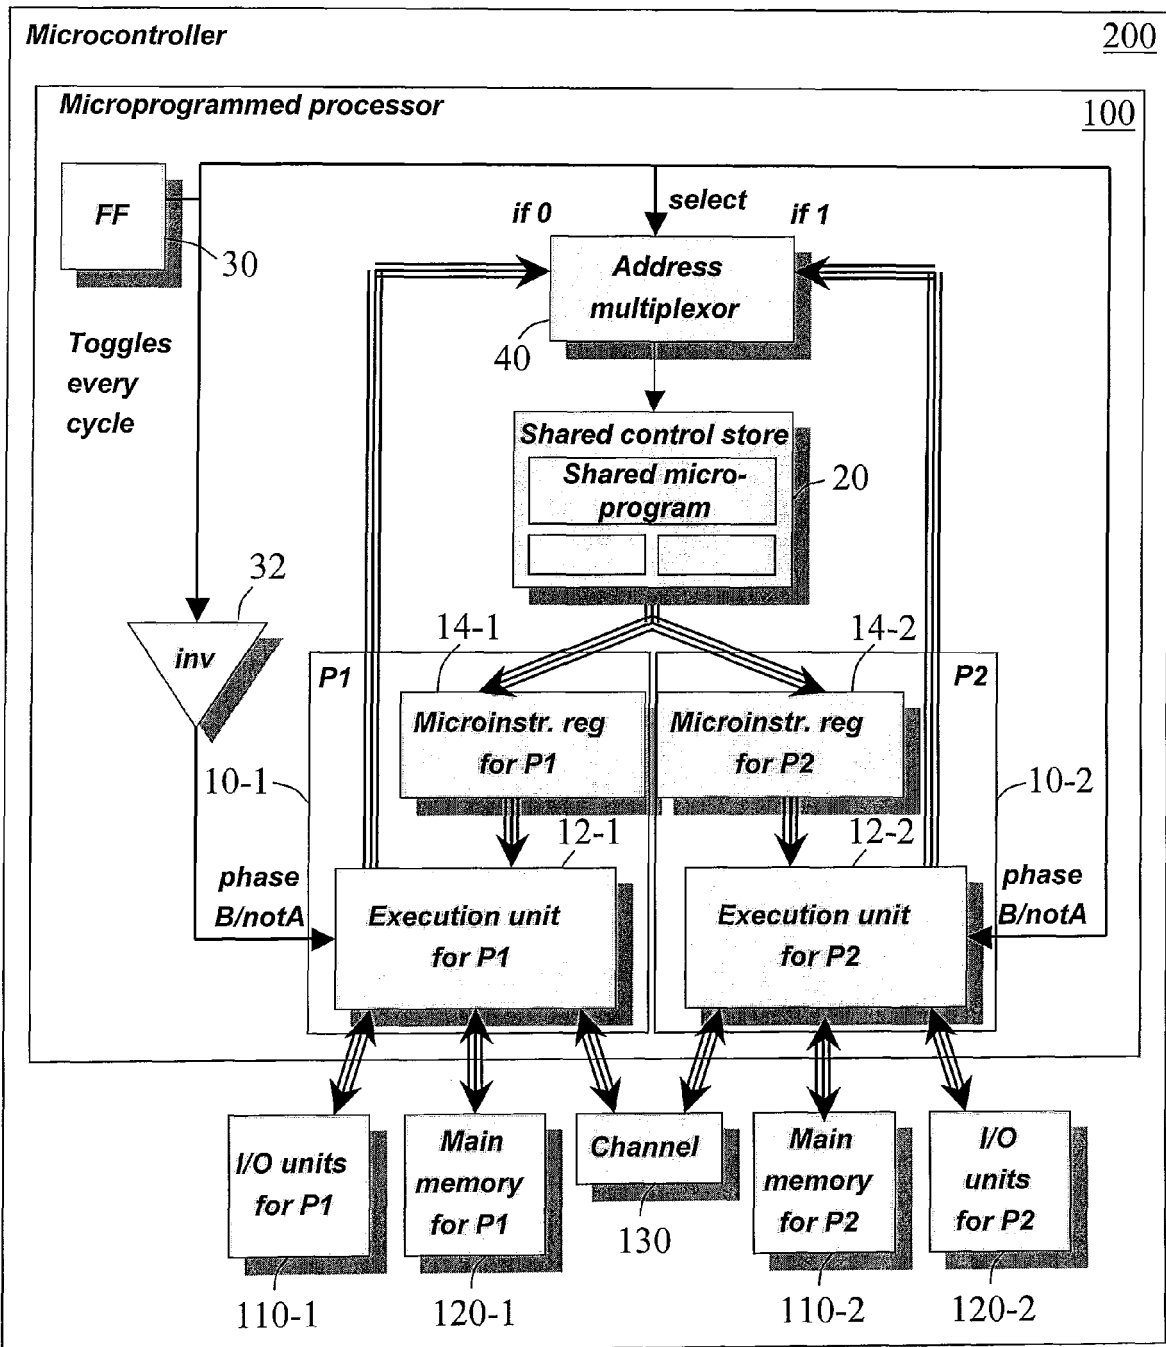 Microcontroller
200
Microprogrammed processor
100
FF
30
Toggles
every
cycle
if 0
select
if 1
Address
multiplexor
40
Shared control store
Shared micro-
program
20
32
inv
14-1
14-2
P1
P2
Microinstr. reg
for P1
Microinstr. reg
for P2
10-1
10-2
12-1
12-2
phase
B/notA
Execution unit
for P1
Execution unit
for P2
phase
B/notA
I/O units
for P1
Main
memory
for P1
Channel
130
Main
memory
for P2
I/O
units
for P2
110-1
120-1
110-2
120-2